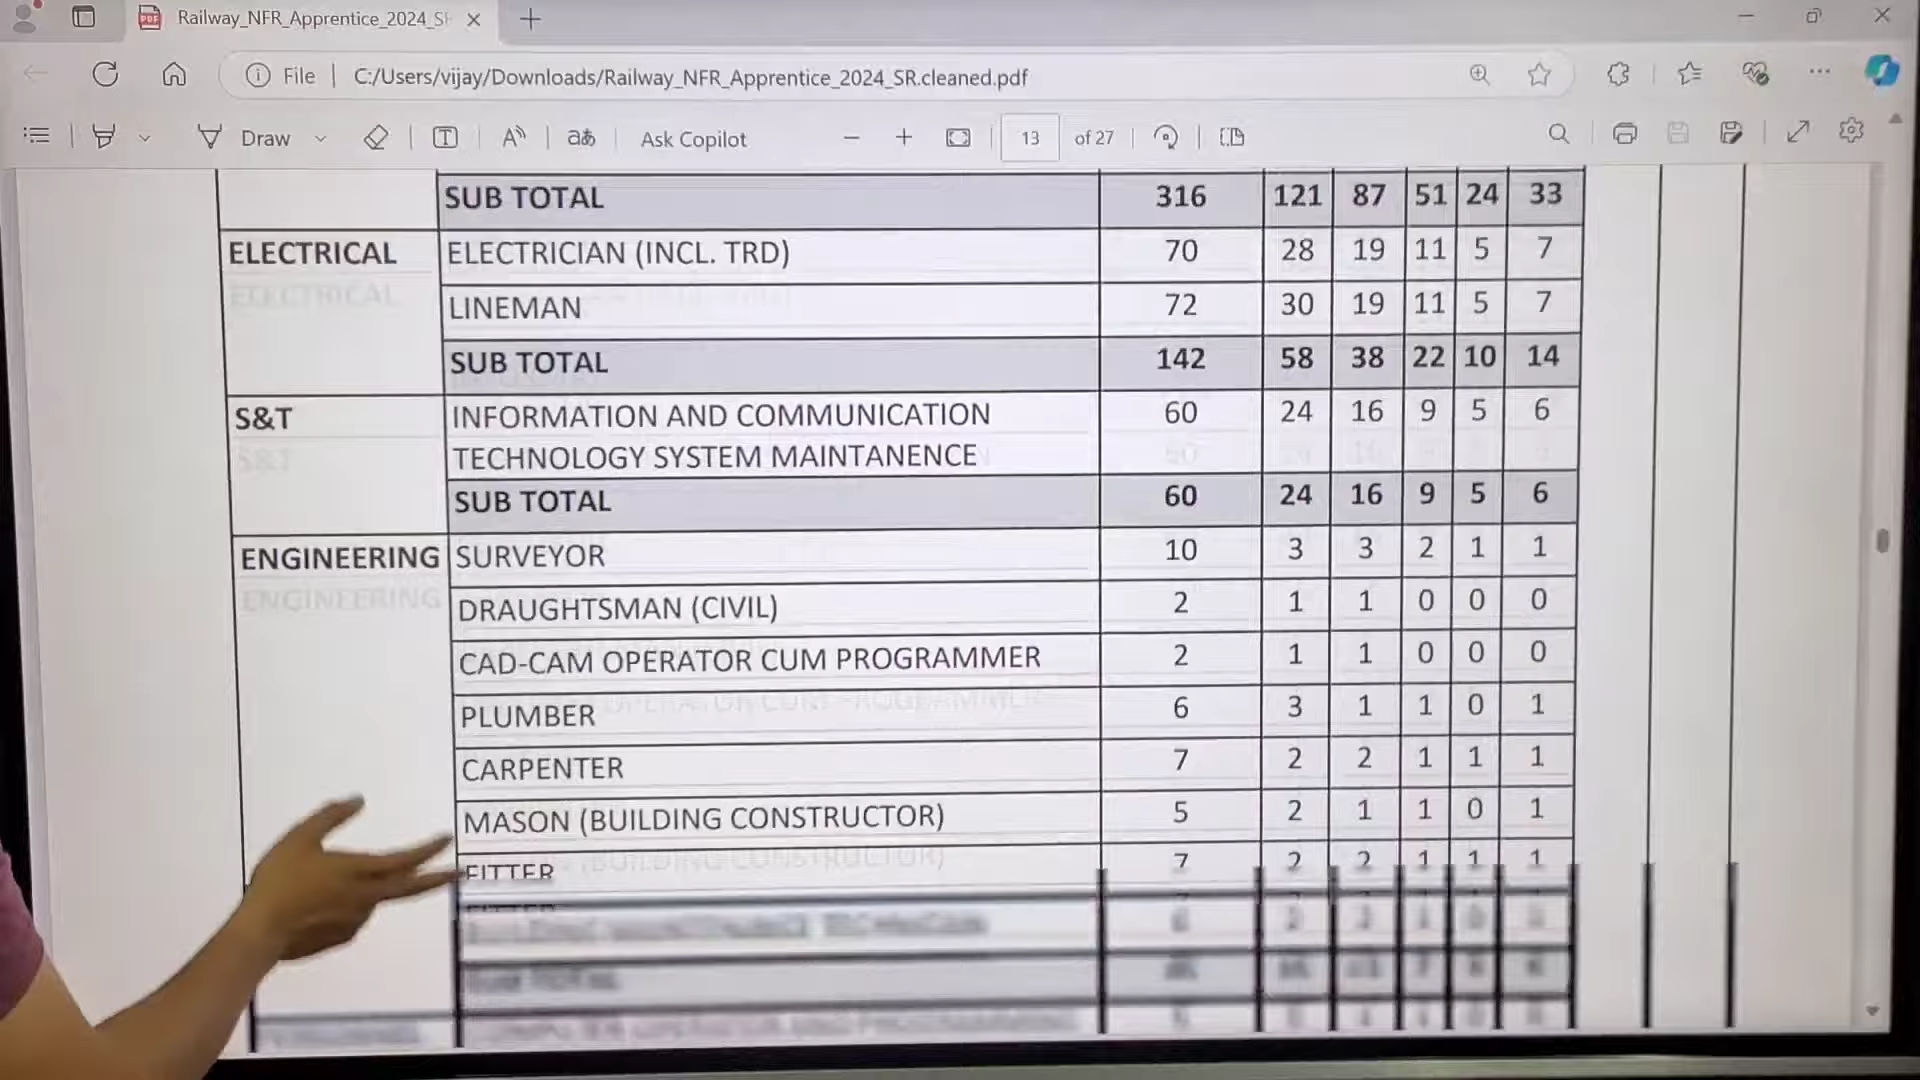 Railway_NFR_Apprentice_2024_SR
File | C:/Users/vijay/Downloads/Railway_NFR_Apprentice_2024_SR.cleaned.pdf
Draw Ask Copilot 13 of 27
SUB TOTAL 316 121 87 51 24 33
ELECTRICAL ELECTRICIAN (INCL. TRD) 70 28 19 11 5 7
LINEMAN 72 30 19 11 5 7
SUB TOTAL 142 58 38 22 10 14
S&T INFORMATION AND COMMUNICATION 60 24 16 9 5 6
TECHNOLOGY SYSTEM MAINTANENCE
SUB TOTAL 60 24 16 9 5 6
ENGINEERING SURVEYOR 10 3 3 2 1 1
DRAUGHTSMAN (CIVIL) 2 1 1 0 0 0
CAD-CAM OPERATOR CUM PROGRAMMER 2 1 1 0 0 0
PLUMBER 6 3 1 1 0 1
CARPENTER 7 2 2 1 1 1
MASON (BUILDING CONSTRUCTOR) 5 2 1 1 0 1
FITTER 7 2 2 1 1 1